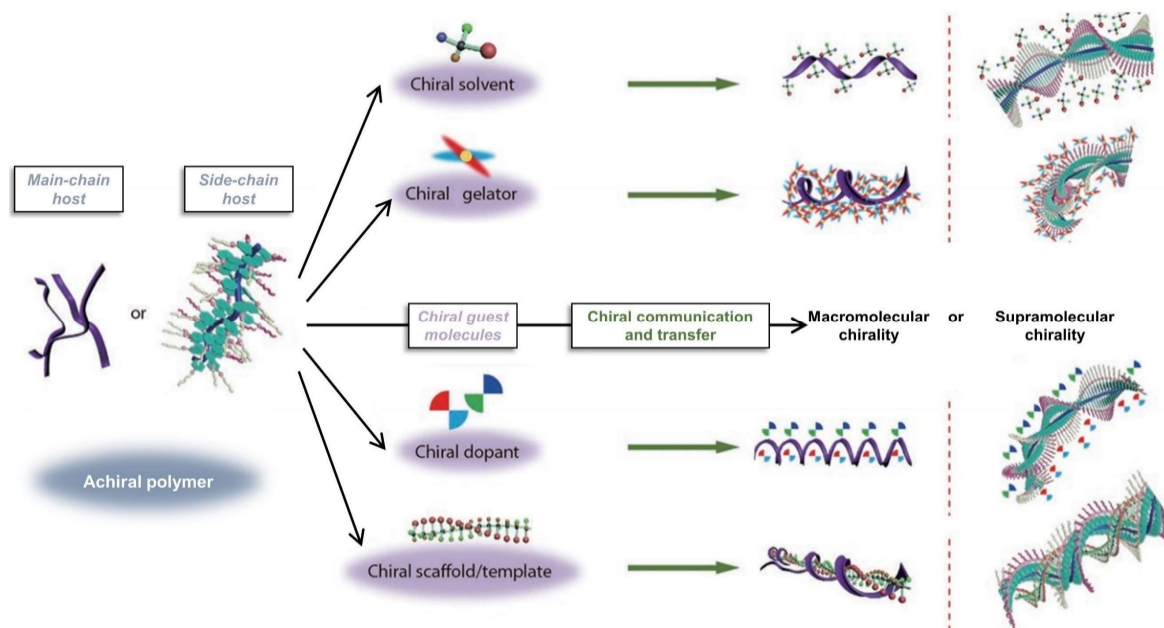 Chiral solvent
Main-chain
host
Side-chain
host
Chiral gelator
or
Chiral guest
molecules
Chiral communication
and transfer
Macromolecular
chirality
or
Supramolecular
chirality
Chiral dopant
Achiral polymer
Chiral scaffold/template